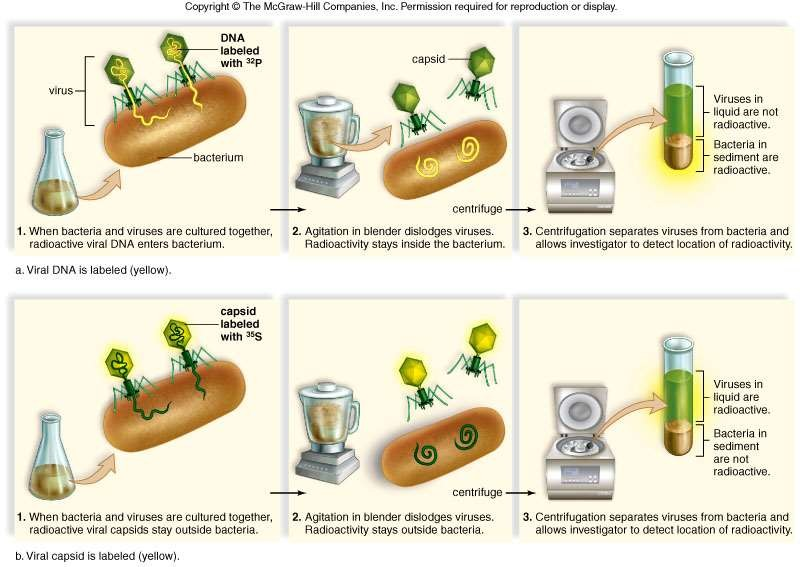 Copyright © The McGraw-Hill Companies, Inc. Permission required for reproduction or display.
DNA
labeled
with ³²P
virus
bacterium
capsid
centrifuge
Viruses in
liquid are not
radioactive.
Bacteria in
sediment are
radioactive.
1. When bacteria and viruses are cultured together,
radioactive viral DNA enters bacterium.
2. Agitation in blender dislodges viruses.
Radioactivity stays inside the bacterium.
3. Centrifugation separates viruses from bacteria and
allows investigator to detect location of radioactivity.
a. Viral DNA is labeled (yellow).
capsid
labeled
with ³⁵S
centrifuge
Viruses in
liquid are
radioactive.
Bacteria in
sediment
are not
radioactive.
1. When bacteria and viruses are cultured together,
radioactive viral capsids stay outside bacteria.
2. Agitation in blender dislodges viruses.
Radioactivity stays outside bacteria.
3. Centrifugation separates viruses from bacteria and
allows investigator to detect location of radioactivity.
b. Viral capsid is labeled (yellow).